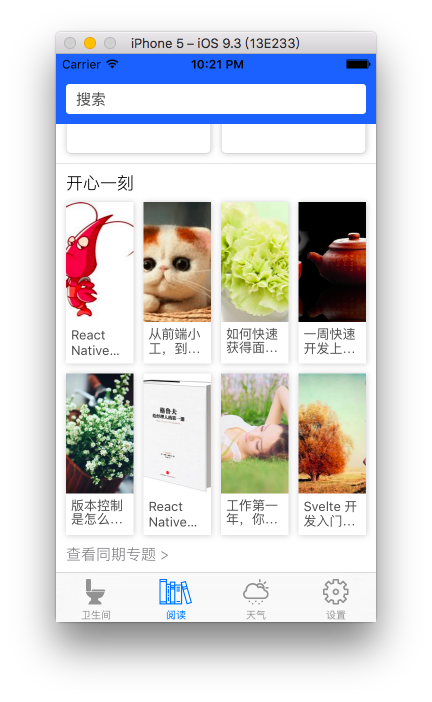 iPhone 5 – iOS 9.3 (13E233)
Carrier 10:21 PM
搜索
开心一刻
React
Native...
从前端小
工，到...
如何快速
获得面...
一周快速
开发上...
版本控制
是怎么...
React
Native...
工作第一
年，你...
Svelte 开
发入门...
查看同期专题 >
卫生间
阅读
天气
设置